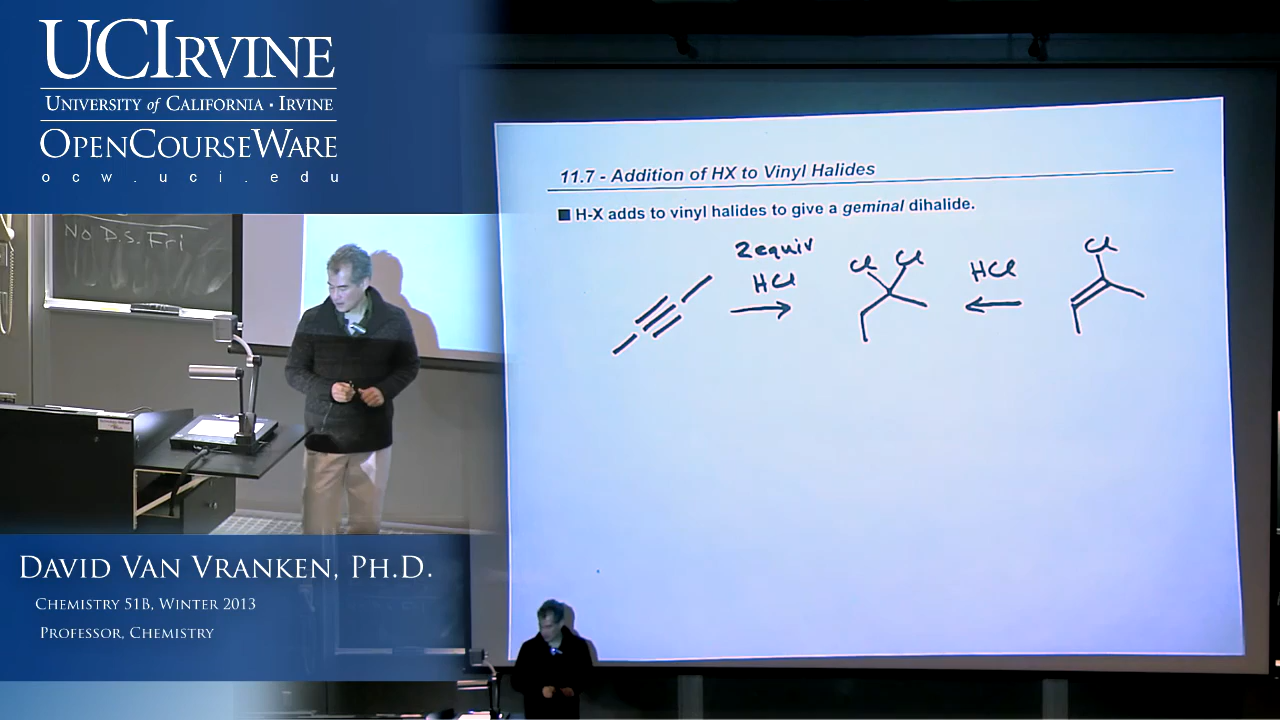 UCIRVINE
UNIVERSITY of CALIFORNIA · IRVINE
OPENCOURSEWARE
ocw.uci.edu
No D.S. Fri
DAVID VAN VRANKEN, PH.D.
CHEMISTRY 51B, WINTER 2013
PROFESSOR, CHEMISTRY
11.7 - Addition of HX to Vinyl Halides
■ H-X adds to vinyl halides to give a geminal dihalide.
2equiv
HCl
Cl Cl
HCl
Cl